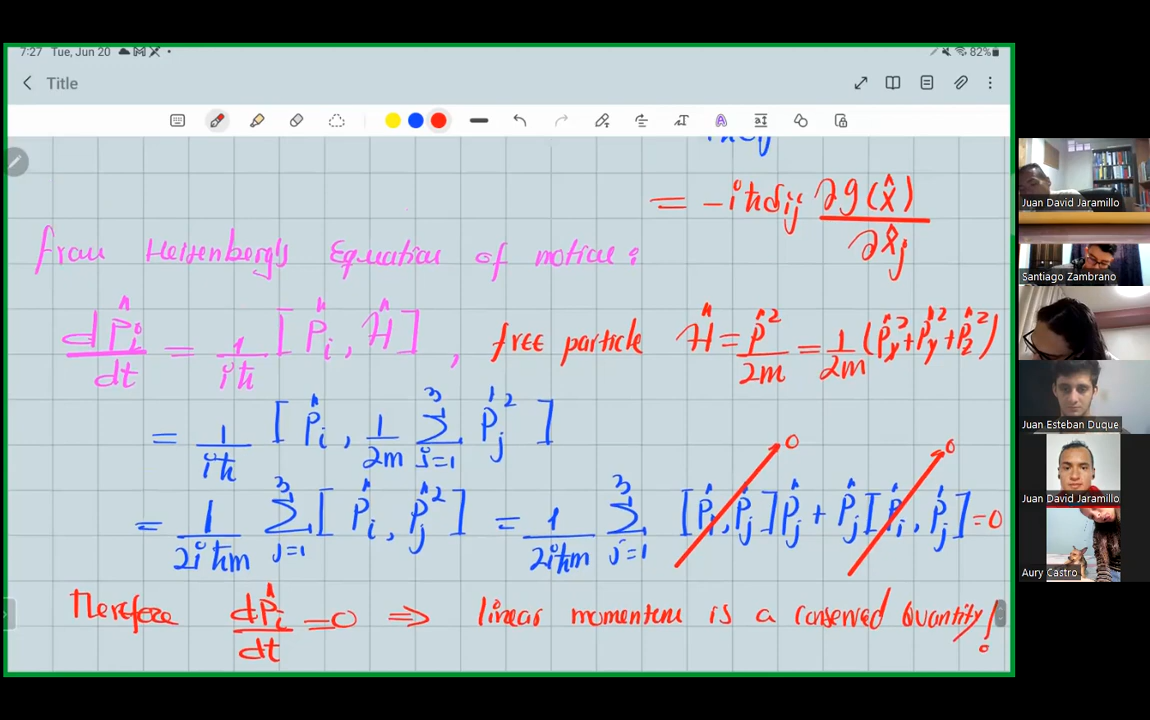 7:27 Tue, Jun 20
82%
Title
= -iħδij ∂g(x̂)/∂x̂j
from Heisenberg's Equation of motion:
dP̂i/dt = 1/iħ [P̂i, Ĥ], free particle Ĥ = p̂²/2m = 1/2m (p̂x² + p̂y² + p̂z²)
= 1/iħ [P̂i, 1/2m Σ j=1 3 P̂j²]
= 1/2iħm Σ j=1 3 [P̂i, P̂j²] = 1/2iħm Σ j=1 3 [P̂i, P̂j]P̂j + P̂j[P̂i, P̂j] = 0
0
0
Therefore dP̂i/dt = 0 ⇒ linear momentum is a conserved Quantity!
Juan David Jaramillo
Santiago Zambrano
Juan Esteban Duque
Juan David Jaramillo
Aury Castro